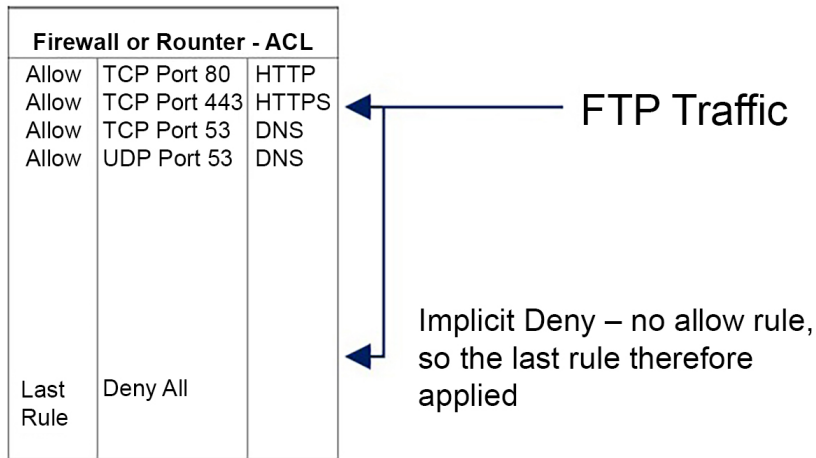 Firewall or Rounter - ACL
Allow TCP Port 80 HTTP
Allow TCP Port 443 HTTPS
Allow TCP Port 53 DNS
Allow UDP Port 53 DNS
FTP Traffic
Implicit Deny – no allow rule,
so the last rule therefore
applied
Last Deny All
Rule